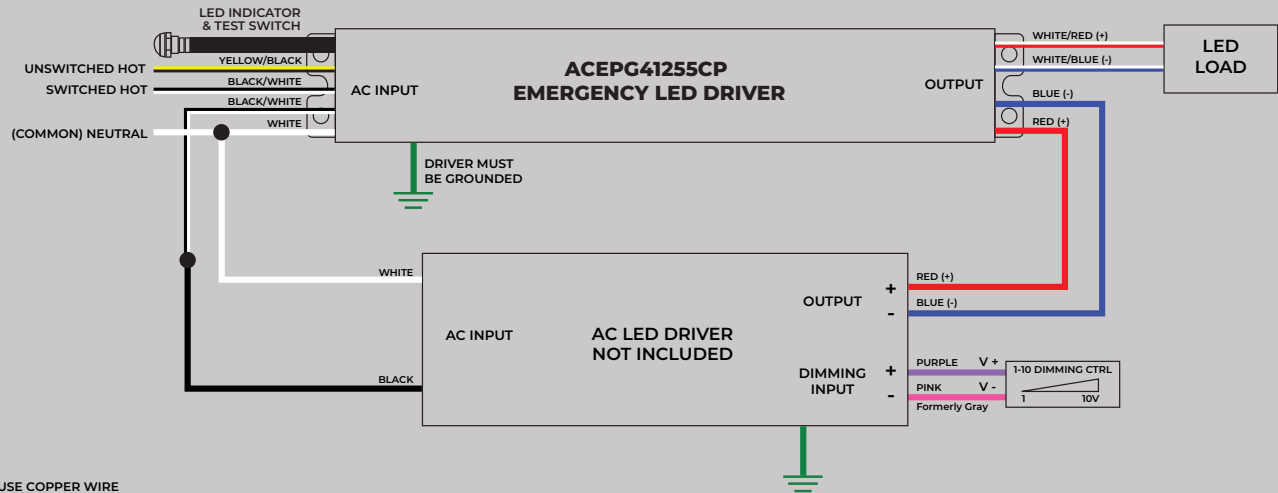 LED INDICATOR
& TEST SWITCH
UNSWITCHED HOT
YELLOW/BLACK
SWITCHED HOT
BLACK/WHITE
BLACK/WHITE
(COMMON) NEUTRAL
WHITE
AC INPUT
ACEPG41255CP
EMERGENCY LED DRIVER
OUTPUT
WHITE/RED (+)
WHITE/BLUE (-)
BLUE (-)
RED (+)
LED
LOAD
DRIVER MUST
BE GROUNDED
WHITE
BLACK
AC INPUT
AC LED DRIVER
NOT INCLUDED
OUTPUT
+
-
RED (+)
BLUE (-)
DIMMING
INPUT
+
-
PURPLE V +
PINK V -
Formerly Gray
1-10 DIMMING CTRL
1 10V
USE COPPER WIRE